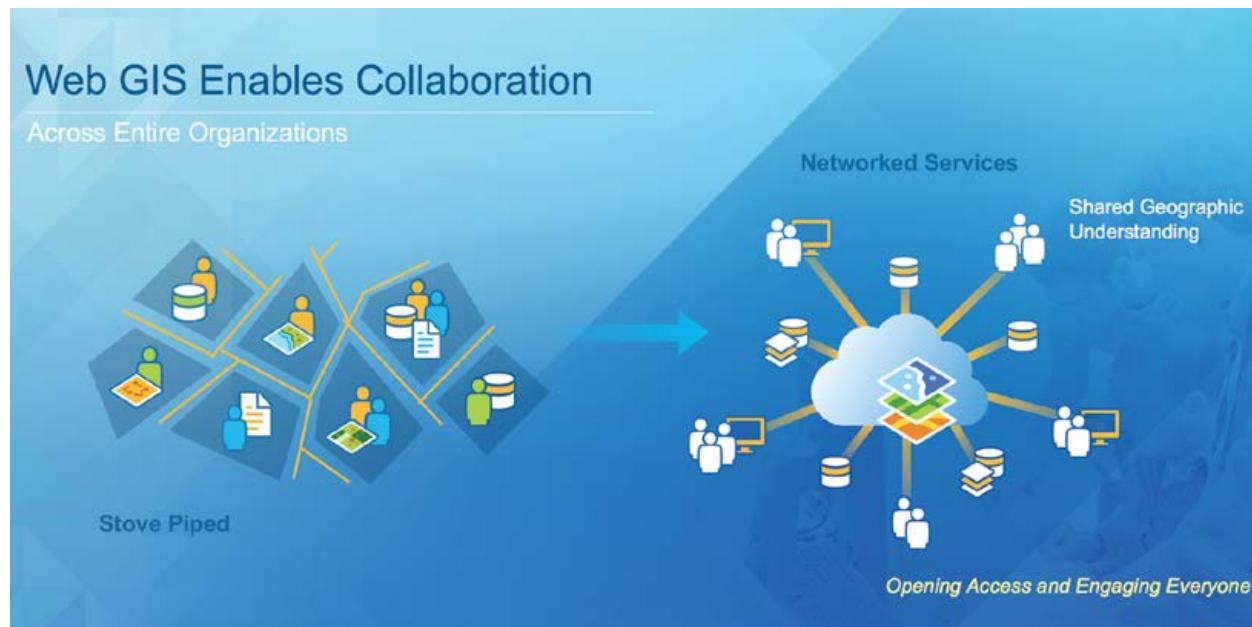 Web GIS Enables Collaboration
Across Entire Organizations
Networked Services
Shared Geographic
Understanding
Stove Piped
Opening Access and Engaging Everyone